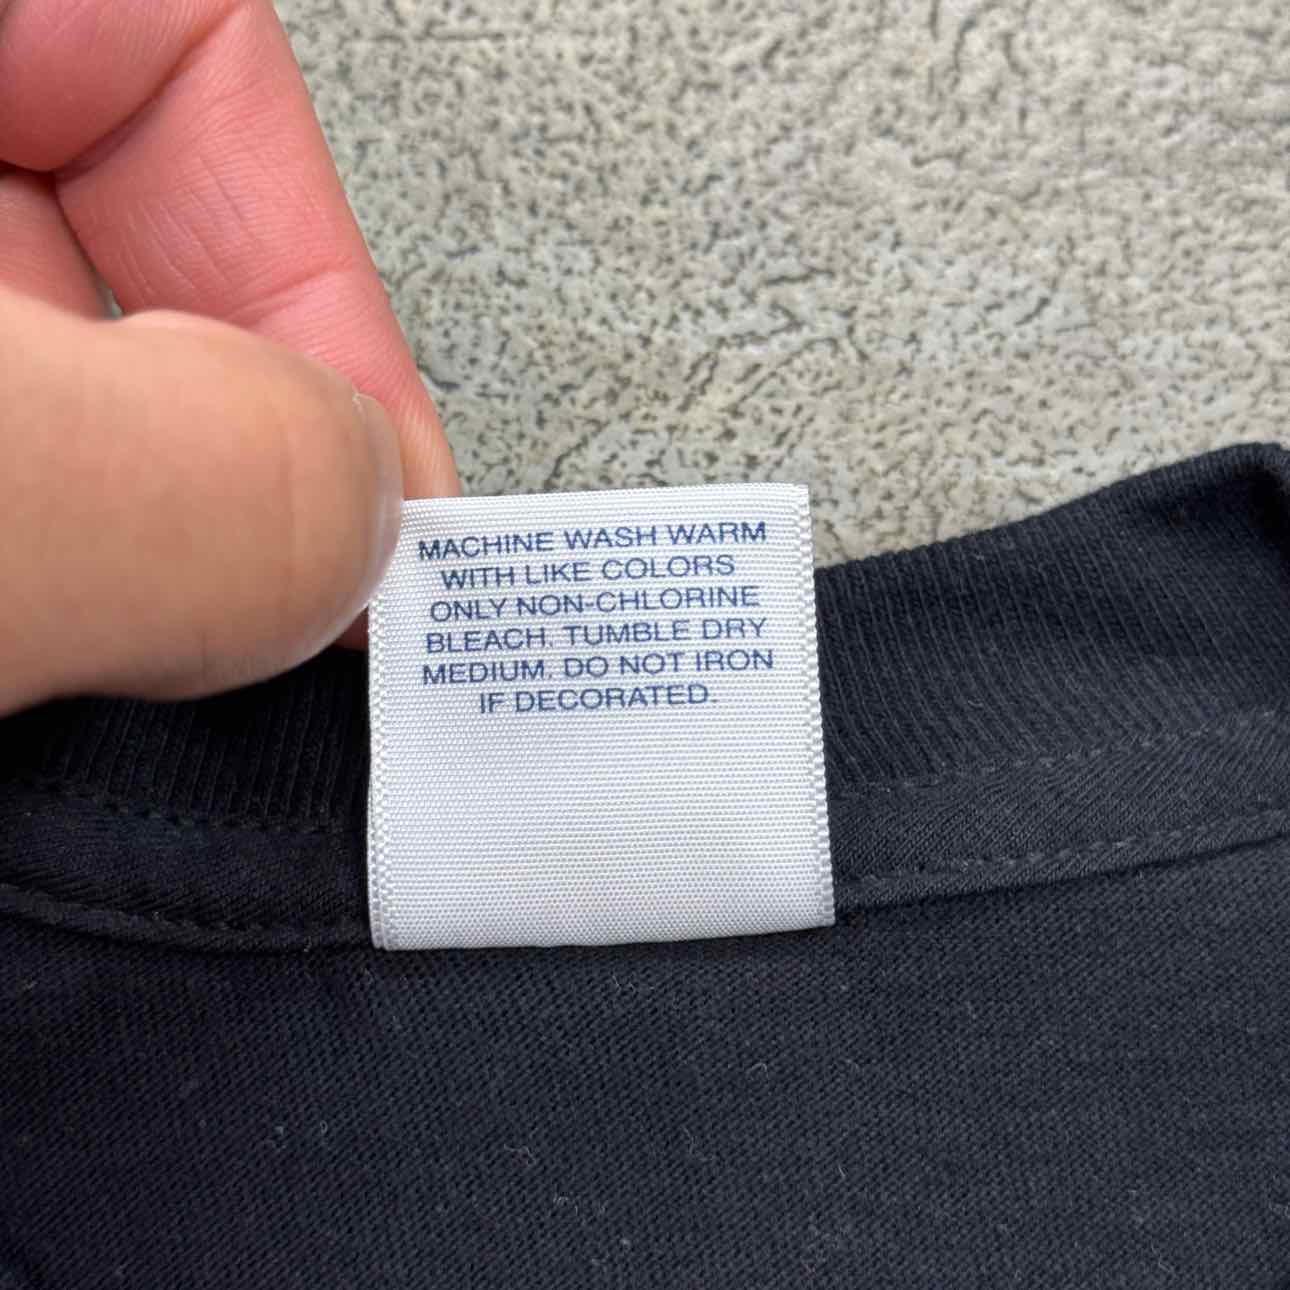 MACHINE WASH WARM
WITH LIKE COLORS
ONLY NON-CHLORINE
BLEACH. TUMBLE DRY
MEDIUM. DO NOT IRON
IF DECORATED.